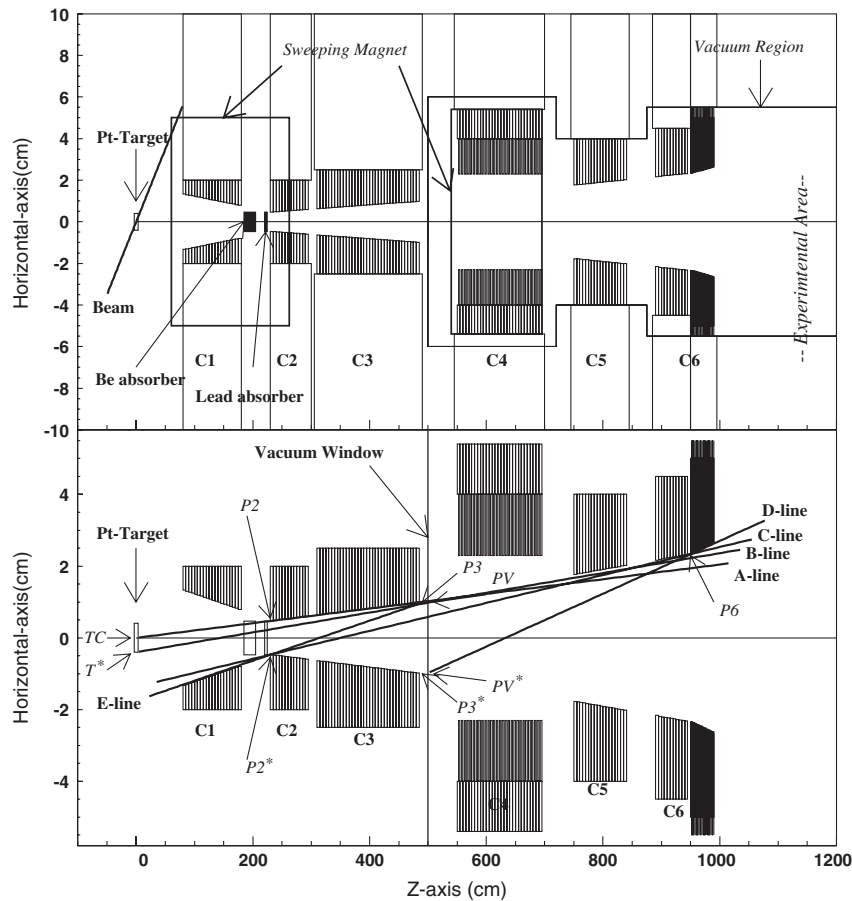 10
8
6
4
2
0
-2
-4
-6
-8
-10
Horizontal-axis(cm)
Sweeping Magnet
Vacuum Region
Pt-Target
Beam
Be absorber
Lead absorber
C1
C2
C3
C4
C5
C6
-- Experimtental Area--
4
2
0
-2
-4
Horizontal-axis(cm)
Vacuum Window
P2
Pt-Target
P3
PV
D-line
C-line
B-line
A-line
P6
TC
T*
E-line
PV*
P3*
P2*
C1
C2
C3
C4
C5
C6
0 200 400 600 800 1000 1200
Z-axis (cm)